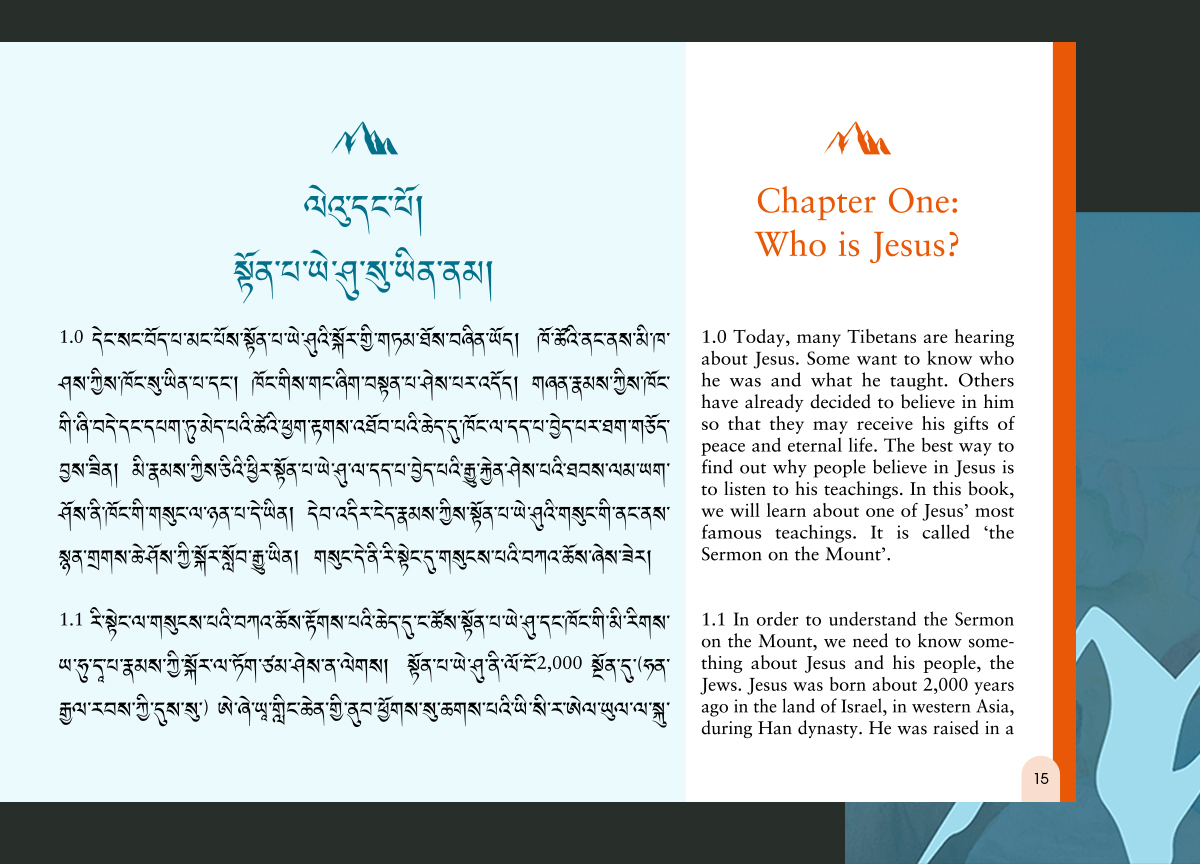 ལེའུ་དང་པོ།
སྟོན་པ་ཡེ་ཤུ་སུ་ཡིན་ནམ།
1.0 དེང་སང་བོད་པ་མང་པོས་སྟོན་པ་ཡེ་ཤུའི་སྐོར་གྱི་གཏམ་ཐོས་བཞིན་ཡོད། ཁོ་ཚོའི་ནང་ནས་མི་ཁ་
ཤས་ཀྱིས་ཁོང་སུ་ཡིན་པ་དང་། ཁོང་གིས་གང་ཞིག་བསྟན་པ་ཤེས་པར་འདོད། གཞན་རྣམས་ཀྱིས་ཁོང་
གི་ཞི་བདེ་དང་དཔག་ཏུ་མེད་པའི་ཚེའི་ཕྱག་རྟགས་འཐོབ་པའི་ཆེད་དུ་ཁོང་ལ་དད་པ་བྱེད་པར་ཐག་གཅོད་
བྱས་ཟིན། མི་རྣམས་ཀྱིས་ཅིའི་ཕྱིར་སྟོན་པ་ཡེ་ཤུ་ལ་དད་པ་བྱེད་པའི་རྒྱུ་རྐྱེན་ཤེས་པའི་ཐབས་ལམ་ཡག་
ཤོས་ནི་ཁོང་གི་གསུང་ལ་ཉན་པ་དེ་ཡིན། དེབ་འདིར་ངེད་རྣམས་ཀྱིས་སྟོན་པ་ཡེ་ཤུའི་གསུང་གི་ནང་ནས་
སྙན་གྲགས་ཆེ་ཤོས་ཀྱི་སྐོར་སློབ་རྒྱུ་ཡིན། གསུང་དེ་ནི་རི་སྟེང་དུ་གསུངས་པའི་བཀའ་ཆོས་ཞེས་ཟེར།
1.1 རི་སྟེང་ལ་གསུངས་པའི་བཀའ་ཆོས་རྟོགས་པའི་ཆེད་དུ་ང་ཚོས་སྟོན་པ་ཡེ་ཤུ་དང་ཁོང་གི་མི་རིགས་
ཡ་ཧུ་དཱ་པ་རྣམས་ཀྱི་སྐོར་ལ་ཏོག་ཙམ་ཤེས་ན་ལེགས། སྟོན་པ་ཡེ་ཤུ་ནི་ལོ་ངོ་2,000 སྔོན་དུ་(ཧན་
རྒྱལ་རབས་ཀྱི་དུས་སུ་) ཨེ་ཞེ་ཡཱ་གླིང་ཆེན་གྱི་ནུབ་ཕྱོགས་སུ་ཆགས་པའི་ཡི་སི་ར་ཨེལ་ཡུལ་ལ་སྐུ་
Chapter One:
Who is Jesus?
1.0 Today, many Tibetans are hearing
about Jesus. Some want to know who
he was and what he taught. Others
have already decided to believe in him
so that they may receive his gifts of
peace and eternal life. The best way to
find out why people believe in Jesus is
to listen to his teachings. In this book,
we will learn about one of Jesus’ most
famous teachings. It is called ‘the
Sermon on the Mount’.
1.1 In order to understand the Sermon
on the Mount, we need to know some-
thing about Jesus and his people, the
Jews. Jesus was born about 2,000 years
ago in the land of Israel, in western Asia,
during Han dynasty. He was raised in a
15